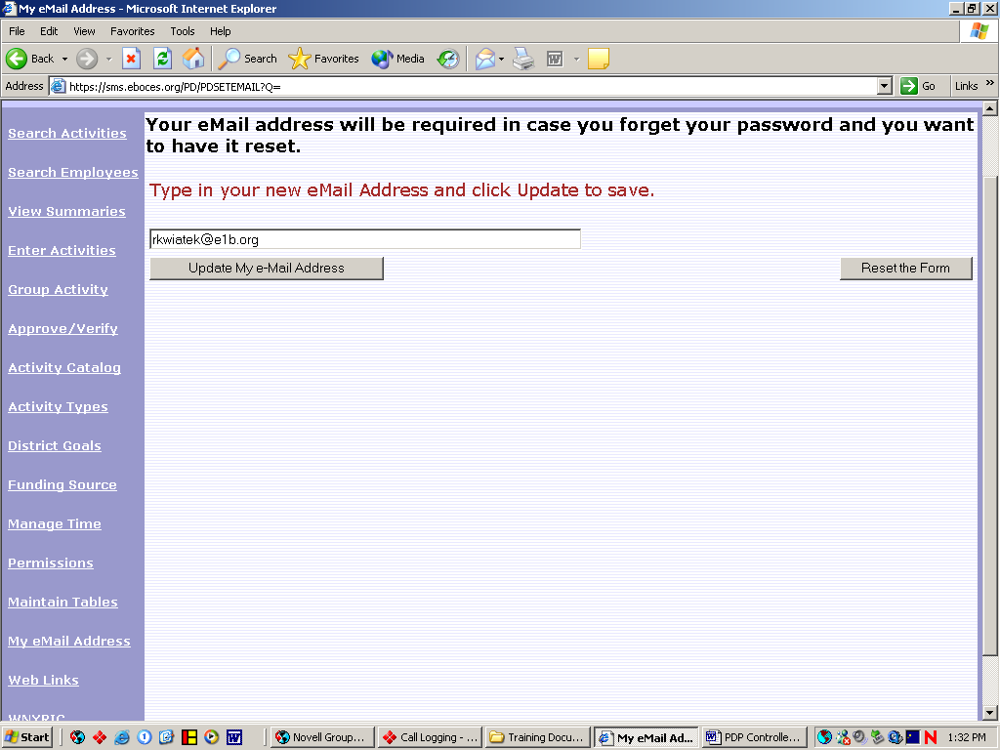 My eMail Address - Microsoft Internet Explorer
File Edit View Favorites Tools Help
Back Search Favorites Media
Address https://sms.eboces.org/PD/PDSETEMAIL?Q= Go Links »
Search Activities
Search Employees
View Summaries
Enter Activities
Group Activity
Approve/Verify
Activity Catalog
Activity Types
District Goals
Funding Source
Manage Time
Permissions
Maintain Tables
My eMail Address
Web Links
WNYRIC
Your eMail address will be required in case you forget your password and you want
to have it reset.
Type in your new eMail Address and click Update to save.
rkwiatek@e1b.org
Update My e-Mail Address Reset the Form
Start Novell Group... Call Logging - ... Training Docu... My eMail Ad... PDP Controlle... 1:32 PM